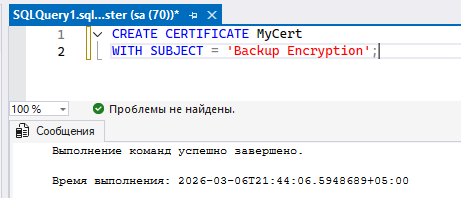 SQLQuery1.sql...ster (sa (70))*
1 CREATE CERTIFICATE MyCert
2 WITH SUBJECT = 'Backup Encryption';
100 % Проблемы не найдены.
Сообщения
Выполнение команд успешно завершено.
Время выполнения: 2026-03-06T21:44:06.5948689+05:00